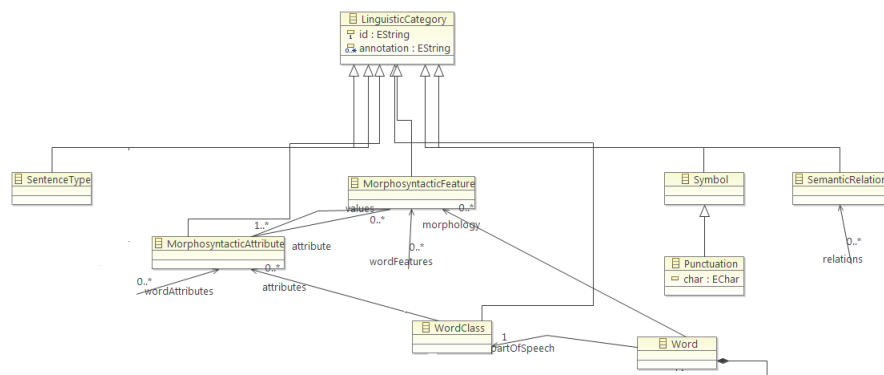 LinguisticCategory
1 id : EString
0..* annotation : EString
SentenceType
MorphosyntacticFeature
Symbol
SemanticRelation
values
1..*
0..*
0..*
morphology
MorphosyntacticAttribute
attribute
0..*
wordFeatures
0..*
relations
Punctuation
char : EChar
0..*
wordAttributes
0..*
attributes
WordClass
1
partOfSpeech
Word